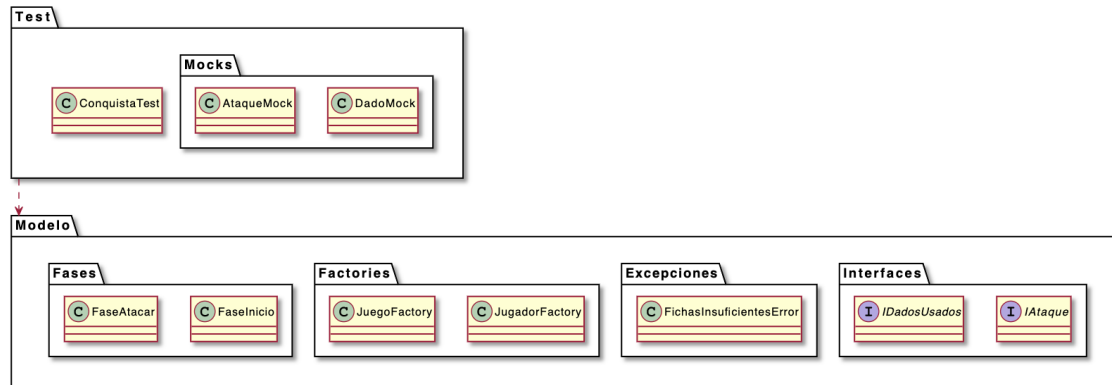 Test
Mocks
C ConquistaTest
C AtaqueMock
C DadoMock
Modelo
Fases
Factories
Excepciones
Interfaces
C FaseAtacar
C FaseInicio
C JuegoFactory
C JugadorFactory
C FichasInsuficientesError
I IDadosUsados
I IAtaque